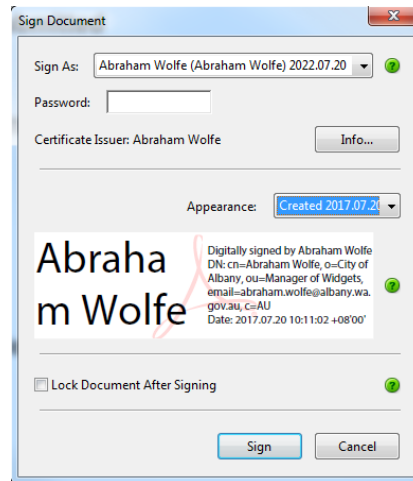 Sign Document
Sign As: Abraham Wolfe (Abraham Wolfe) 2022.07.20
Password:
Certificate Issuer: Abraham Wolfe Info...
Appearance: Created 2017.07.20
Abraha
m Wolfe
Digitally signed by Abraham Wolfe
DN: cn=Abraham Wolfe, o=City of
Albany, ou=Manager of Widgets,
email=abraham.wolfe@albany.wa.
gov.au, c=AU
Date: 2017.07.20 10:11:02 +08'00'
Lock Document After Signing
Sign Cancel